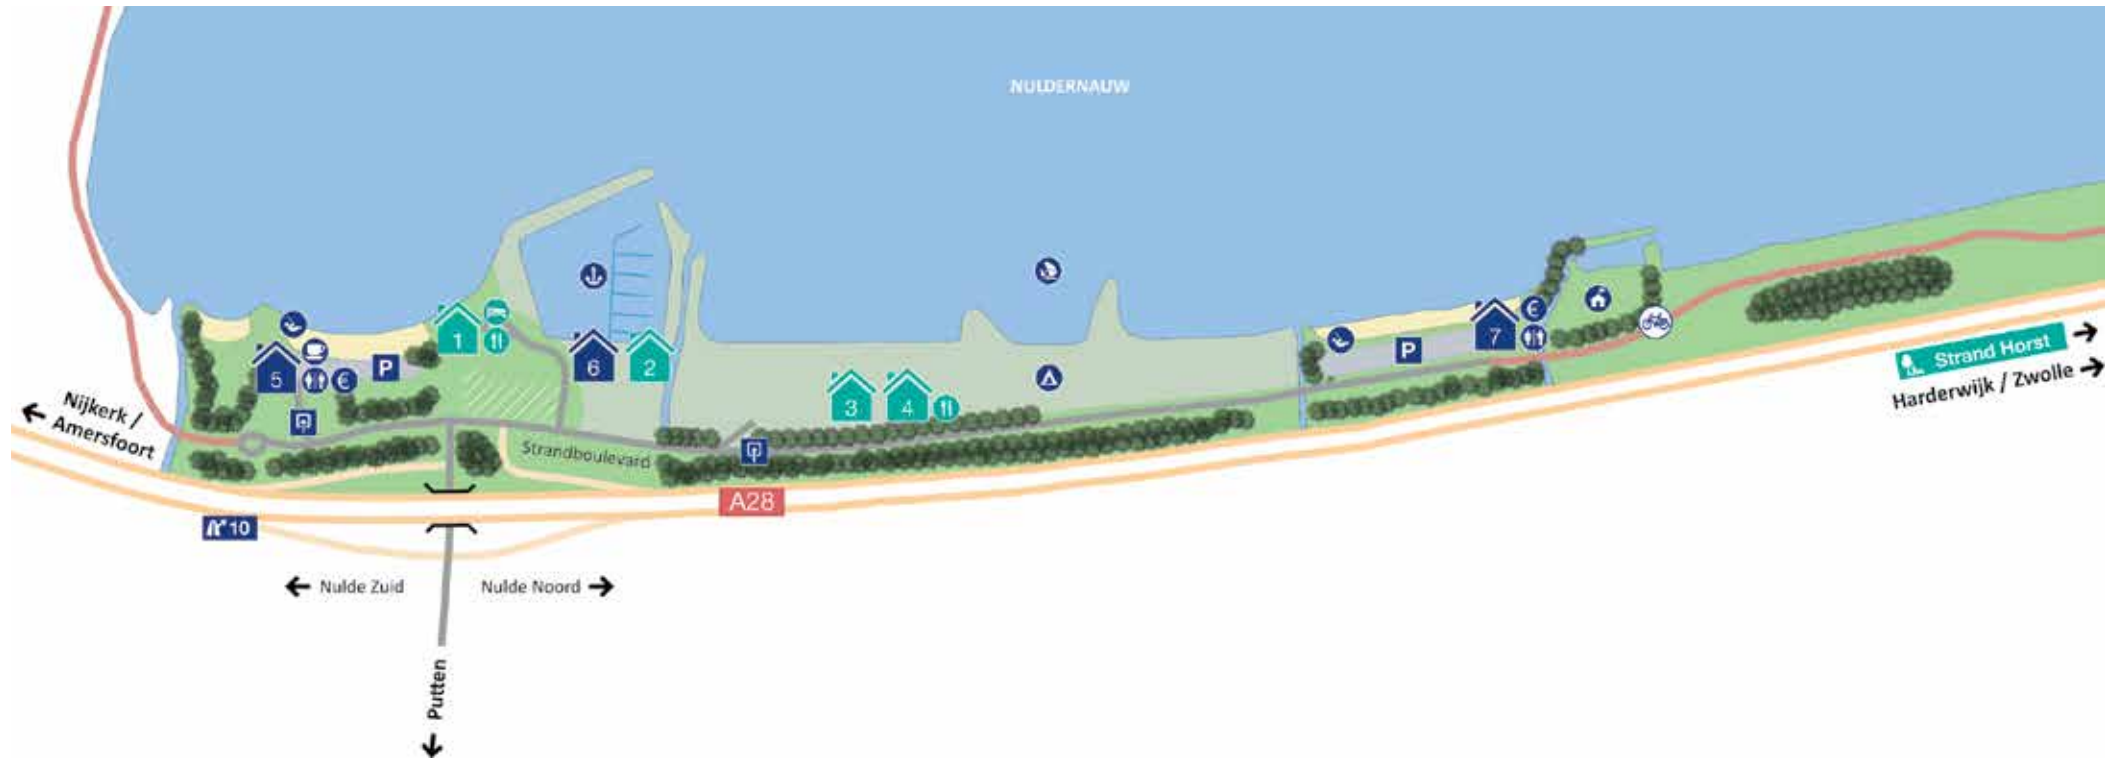 NULDERNAUW
1
5
P
6
2
3
4
7
P
€
€
Nijkerk /
Amersfoort
Strandboulevard
A28
10
Nulde Zuid
Nulde Noord
Putten
Strand Horst
Harderwijk / Zwolle